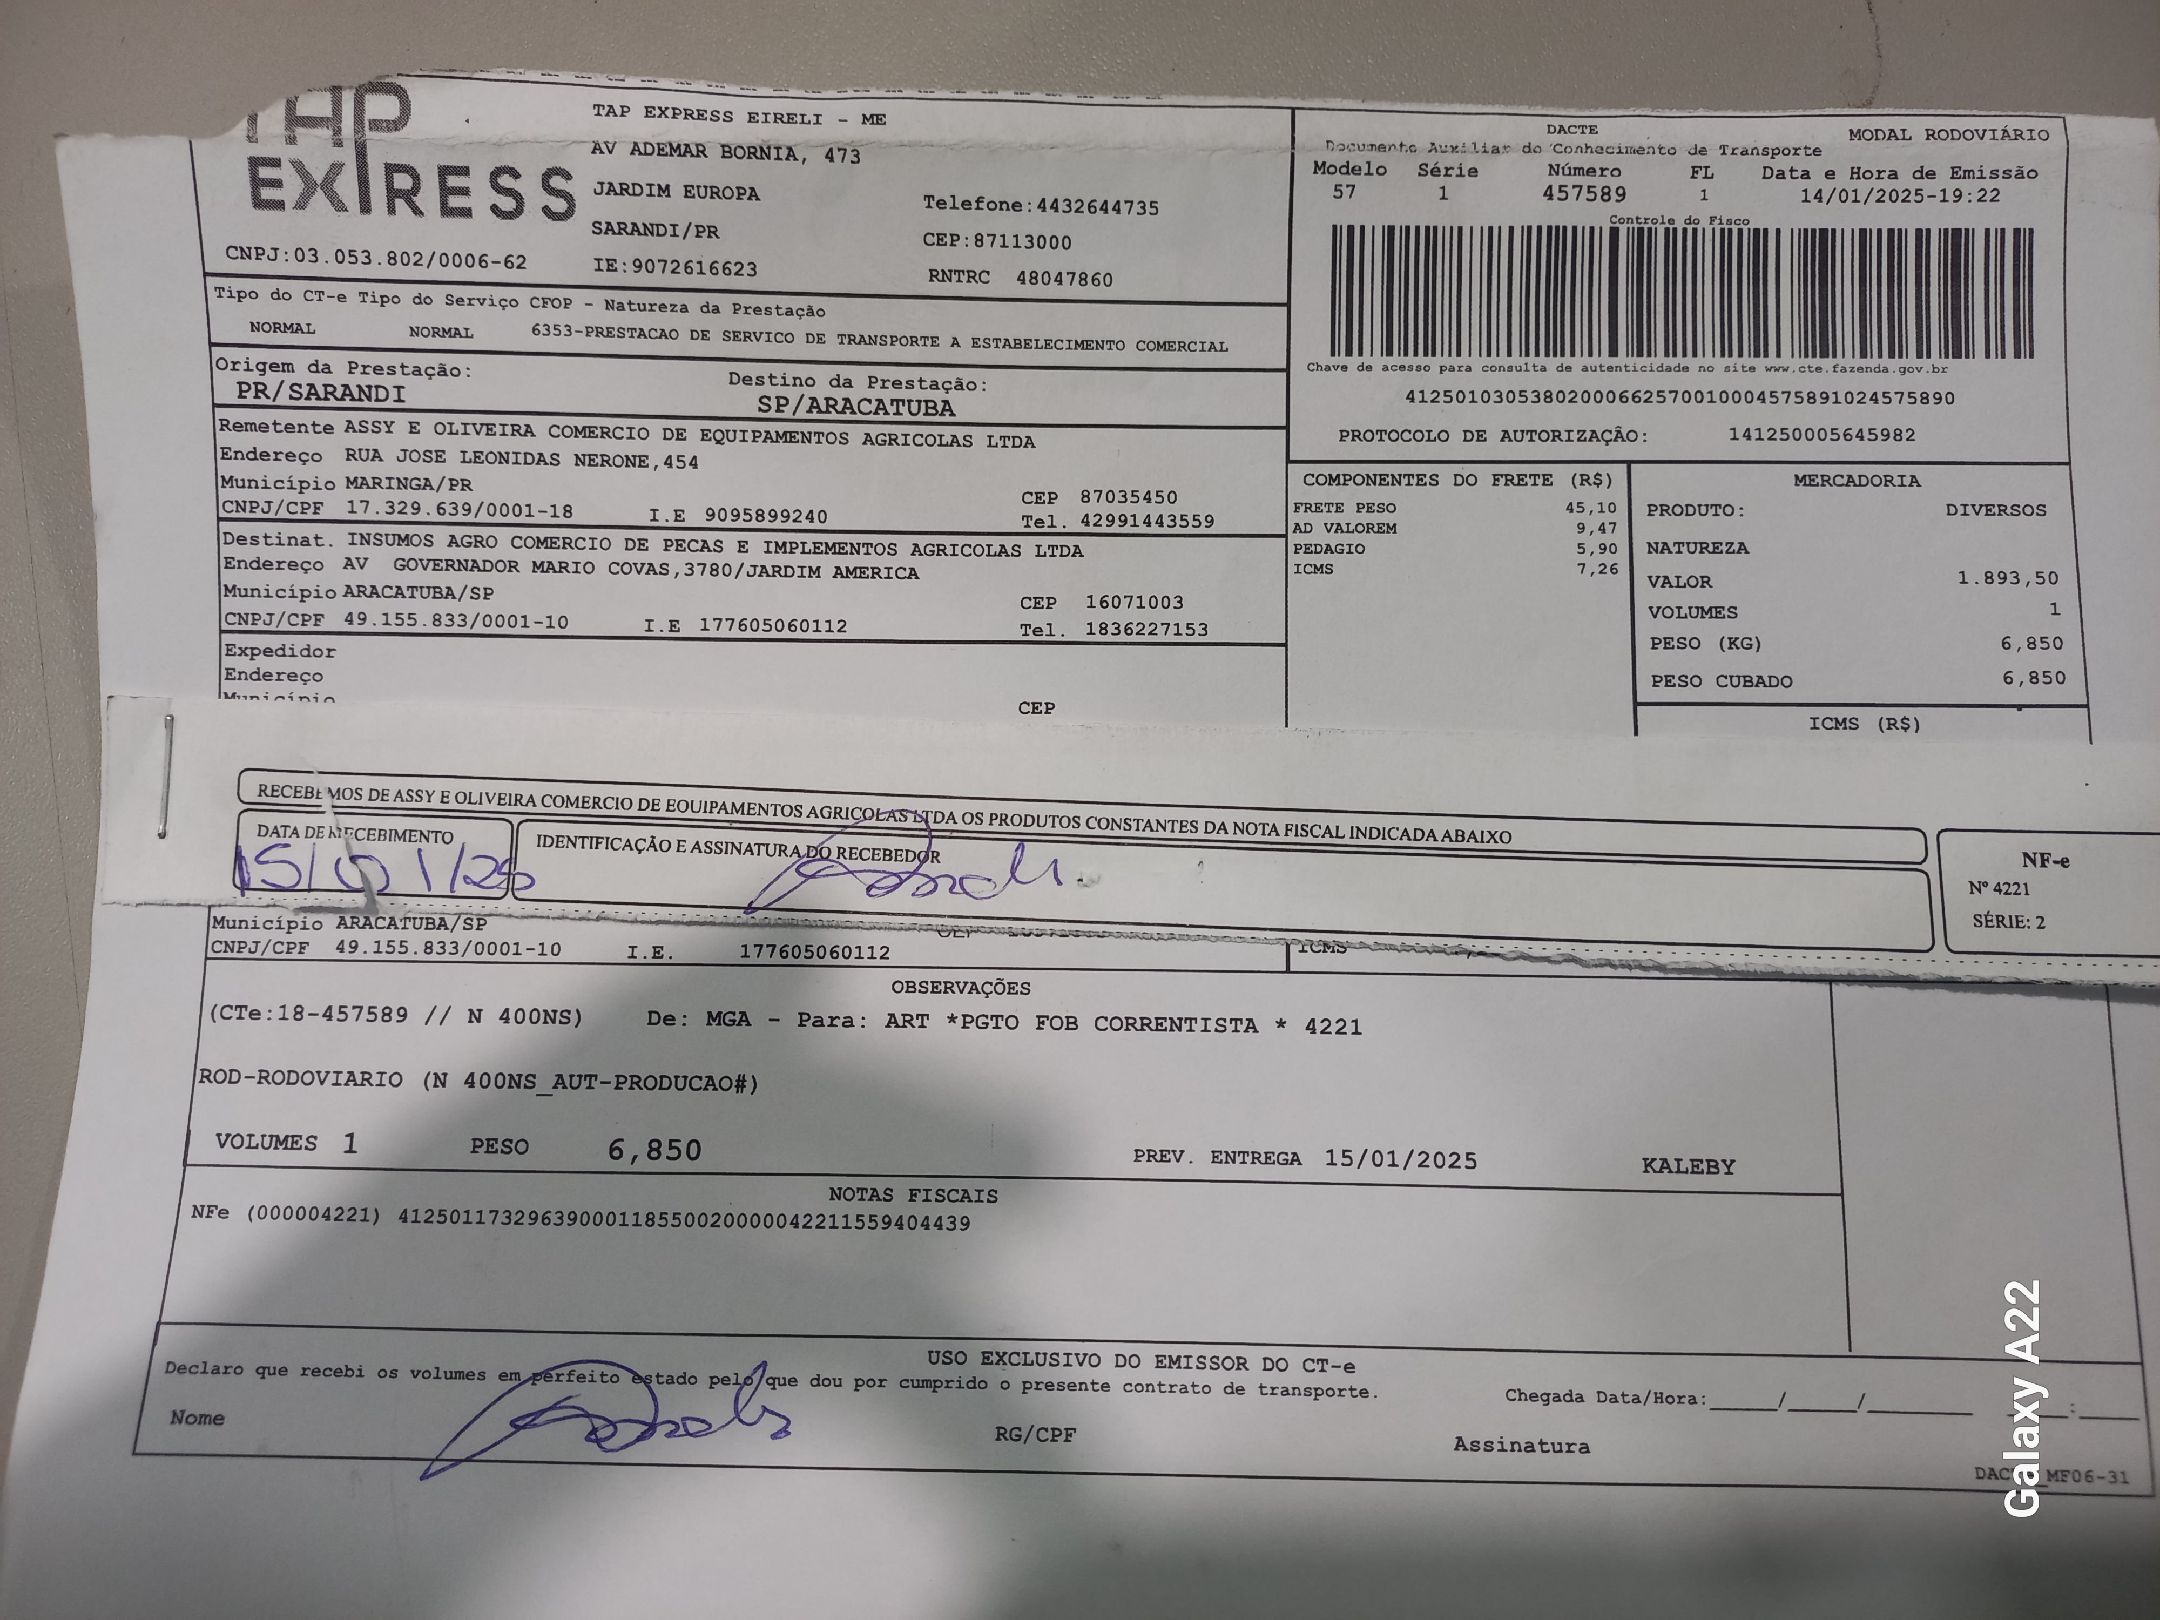 TAP
EXPRESS
TAP EXPRESS EIRELI - ME
AV ADEMAR BORNIA, 473
JARDIM EUROPA
SARANDI/PR
Telefone:4432644735
CEP:87113000
CNPJ:03.053.802/0006-62
IE:9072616623
RNTRC 48047860
DACTE
MODAL RODOVIÁRIO
Documento Auxiliar do Conhecimento de Transporte
Modelo Série Número FL Data e Hora de Emissão
57 1 457589 1 14/01/2025-19:22
Controle do Fisco
Chave de acesso para consulta de autenticidade no site www.cte.fazenda.gov.br
41250103053802000662570010004575891024575890
PROTOCOLO DE AUTORIZAÇÃO: 141250005645982
Tipo do CT-e Tipo do Serviço CFOP - Natureza da Prestação
NORMAL NORMAL 6353-PRESTACAO DE SERVICO DE TRANSPORTE A ESTABELECIMENTO COMERCIAL
Origem da Prestação: Destino da Prestação:
PR/SARANDI SP/ARACATUBA
Remetente ASSY E OLIVEIRA COMERCIO DE EQUIPAMENTOS AGRICOLAS LTDA
Endereço RUA JOSE LEONIDAS NERONE,454
Município MARINGA/PR CEP 87035450
CNPJ/CPF 17.329.639/0001-18 I.E 9095899240 Tel. 42991443559
Destinat. INSUMOS AGRO COMERCIO DE PECAS E IMPLEMENTOS AGRICOLAS LTDA
Endereço AV GOVERNADOR MARIO COVAS,3780/JARDIM AMERICA
Município ARACATUBA/SP CEP 16071003
CNPJ/CPF 49.155.833/0001-10 I.E 177605060112 Tel. 1836227153
Expedidor
Endereço
Município CEP
COMPONENTES DO FRETE (R$)
FRETE PESO 45,10
AD VALOREM 9,47
PEDAGIO 5,90
ICMS 7,26
MERCADORIA
PRODUTO: DIVERSOS
NATUREZA
VALOR 1.893,50
VOLUMES 1
PESO (KG) 6,850
PESO CUBADO 6,850
ICMS (R$)
RECEBEMOS DE ASSY E OLIVEIRA COMERCIO DE EQUIPAMENTOS AGRICOLAS LTDA OS PRODUTOS CONSTANTES DA NOTA FISCAL INDICADA ABAIXO
DATA DE RECEBIMENTO
15/01/25
IDENTIFICAÇÃO E ASSINATURA DO RECEBEDOR
NF-e
Nº 4221
SÉRIE: 2
Município ARACATUBA/SP CEP
CNPJ/CPF 49.155.833/0001-10 I.E. 177605060112
ICMS
OBSERVAÇÕES
(CTe:18-457589 // N 400NS) De: MGA - Para: ART *PGTO FOB CORRENTISTA * 4221
ROD-RODOVIARIO (N 400NS_AUT-PRODUCAO#)
VOLUMES 1 PESO 6,850 PREV. ENTREGA 15/01/2025 KALEBY
NOTAS FISCAIS
NFe (000004221) 41250117329639000118550020000042211559404439
USO EXCLUSIVO DO EMISSOR DO CT-e
Declaro que recebi os volumes em perfeito estado pelo que dou por cumprido o presente contrato de transporte.
Chegada Data/Hora:_____/_____/________ ____:____
Nome RG/CPF Assinatura
MF06-31
Galaxy A22